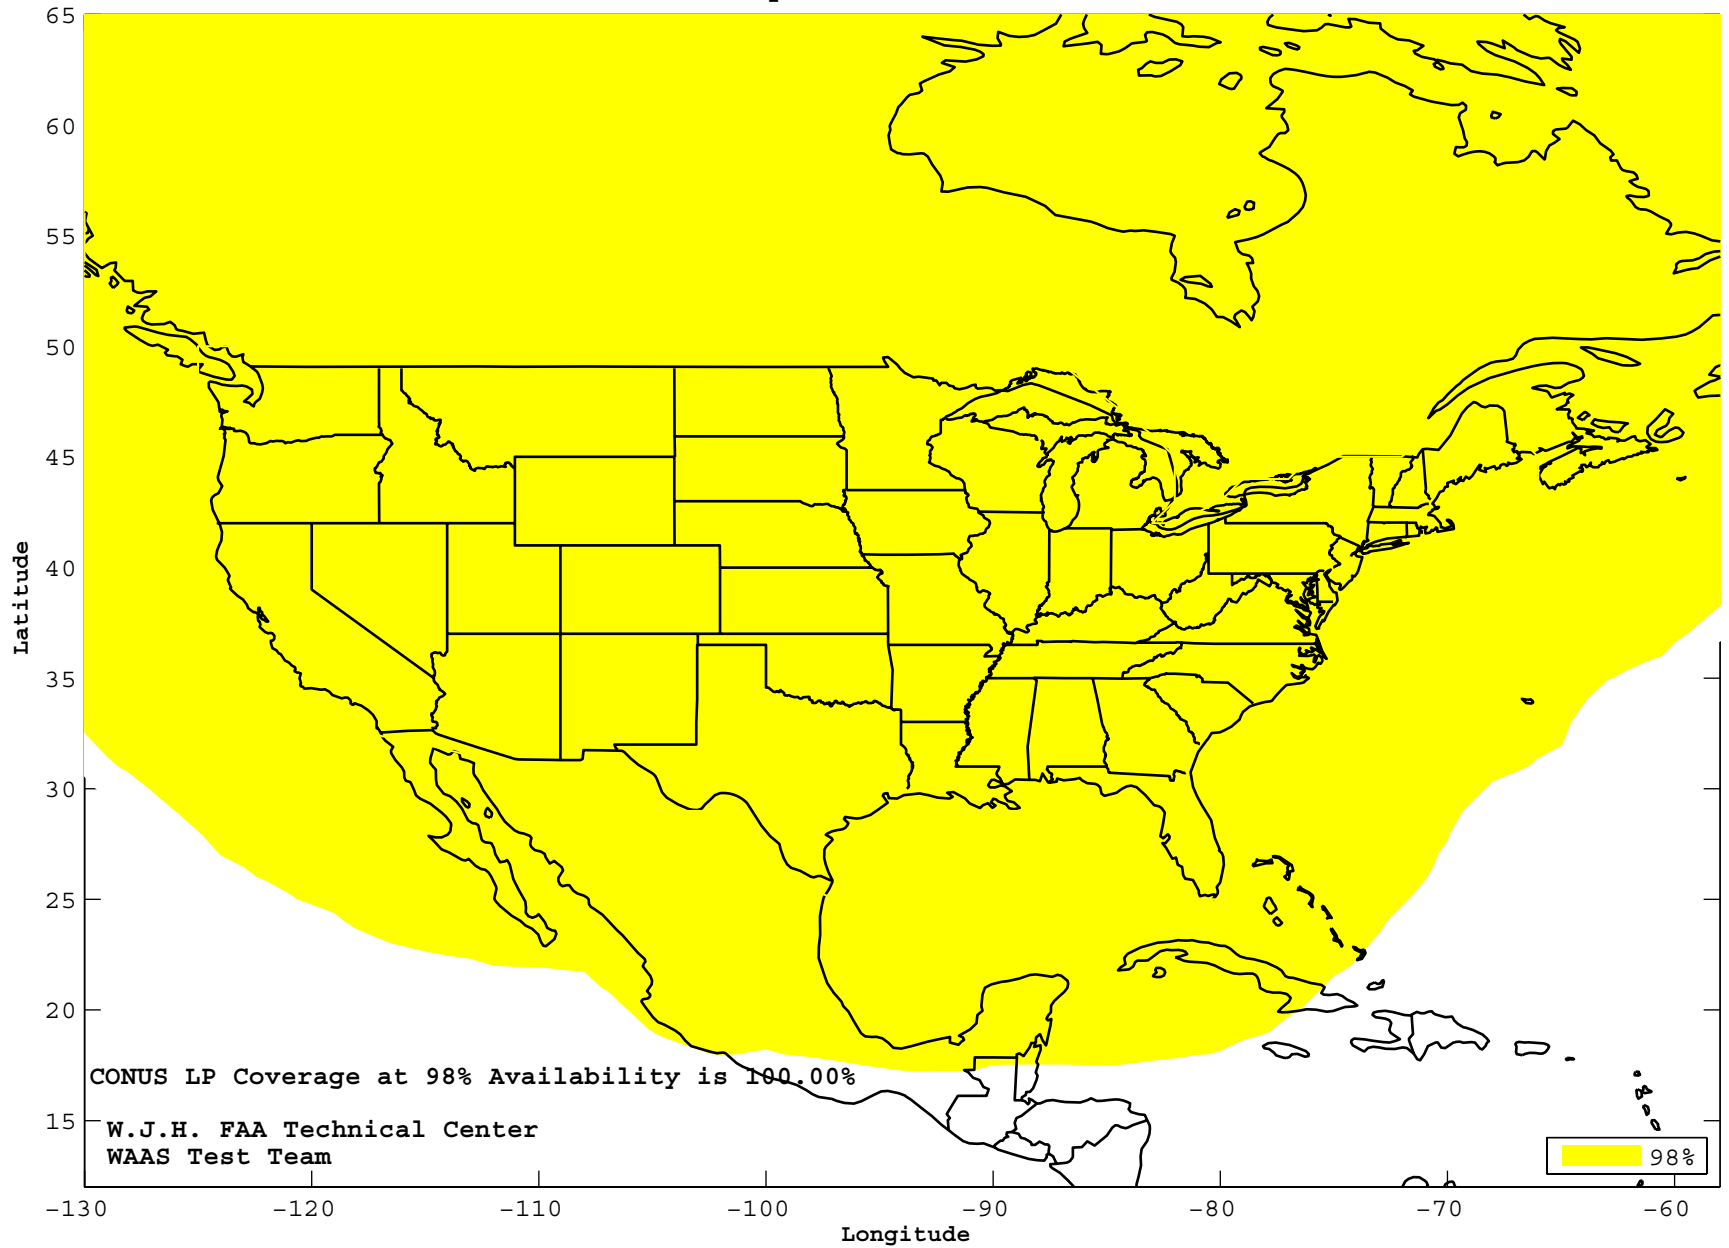 65
60
55
50
45
40
35
30
25
20
15
Latitude
CONUS LP Coverage at 98% Availability is 100.00%
W.J.H. FAA Technical Center
WAAS Test Team
98%
-130 -120 -110 -100 -90 -80 -70 -60
Longitude